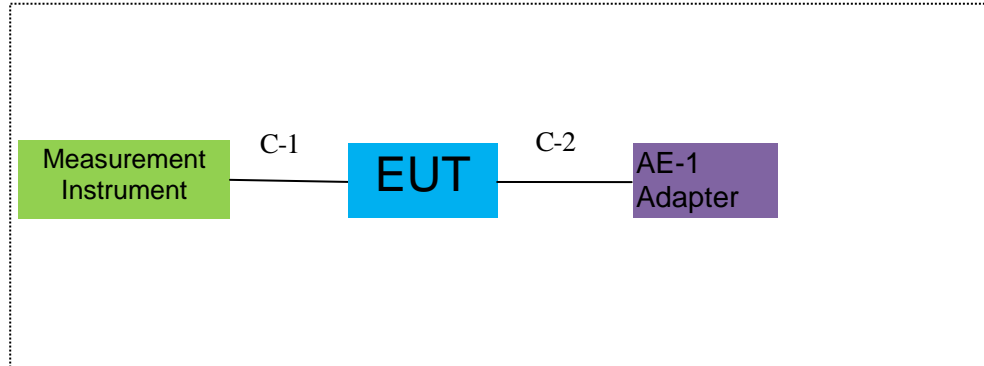 C-1
C-2
Measurement
Instrument
EUT
AE-1
Adapter